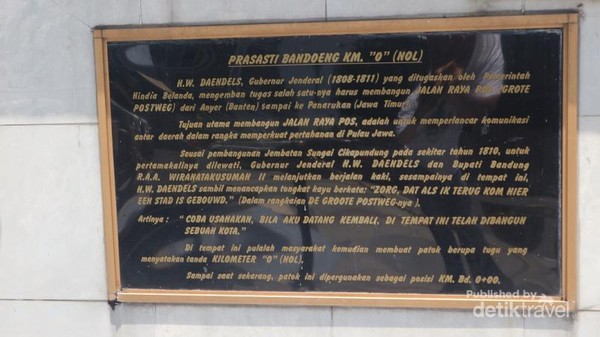 PRASASTI BANDOENG KM. "0" (NOL)
H.W. DAENDELS, Gubernur Jenderal (1808-1811) yang ditugaskan oleh Pemerintah
Hindia Belanda, mengemban tugas salah satu-nya harus membangun JALAN RAYA POS (GROTE
POSTWEG) dari Anyer (Banten) sampai ke Panarukan (Jawa Timur)
Tujuan utama membangun JALAN RAYA POS, adalah untuk memperlancar komunikasi
antar daerah dalam rangka memperkuat pertahanan di Pulau Jawa.
Seusai pembangunan Jembatan Sungai Cikapundung pada sekitar tahun 1810, untuk
pertamakalinya dilewati, Gubernur Jenderal H.W. DAENDELS dan Bupati Bandung
R.A.A. WIRANATAKUSUMAH II melanjutkan berjalan kaki, sesampainya di tempat ini,
H.W. DAENDELS sambil menancapkan tongkat kayu berkata: "ZORG, DAT ALS IK TERUG KOM HIER
EEN STAD IS GEBOUWD." (Dalam rangkaian DE GROOTE POSTWEG-nya ).
Artinya : " COBA USAHAKAN, BILA AKU DATANG KEMBALI, DI TEMPAT INI TELAH DIBANGUN
SEBUAH KOTA."
Di tempat ini pulalah masyarakat kemudian membuat patok berupa tugu yang
menyatakan tanda KILOMETER "0" (NOL).
Sampai saat sekarang, patok ini dipergunakan sebagai posisi KM. Bd. 0+00.
Published by
detiktravel